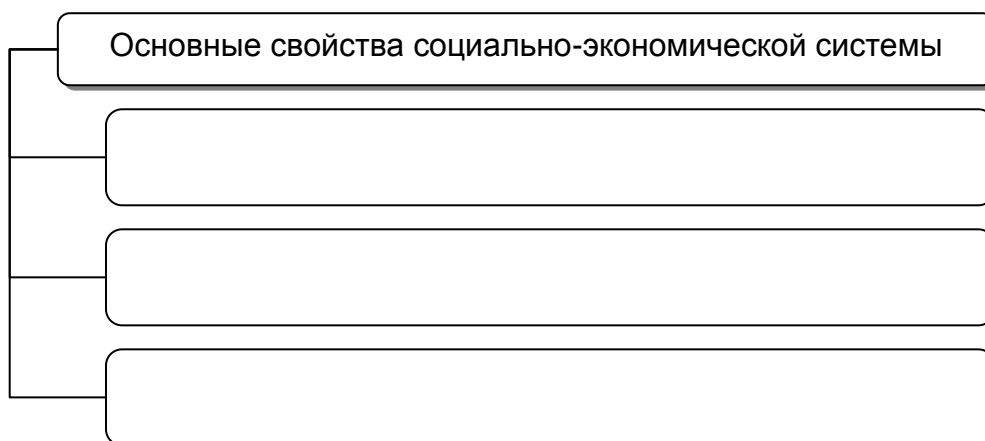 Основные свойства социально-экономической системы